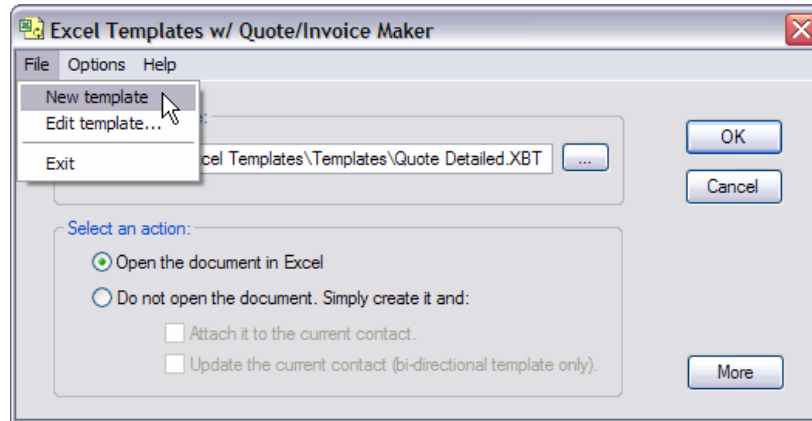 Excel Templates w/ Quote/Invoice Maker
File Options Help
New template
Edit template...
Exit
cel Templates\Templates\Quote Detailed.XBT
...
OK
Cancel
Select an action:
Open the document in Excel
Do not open the document. Simply create it and:
Attach it to the current contact.
Update the current contact (bi-directional template only).
More